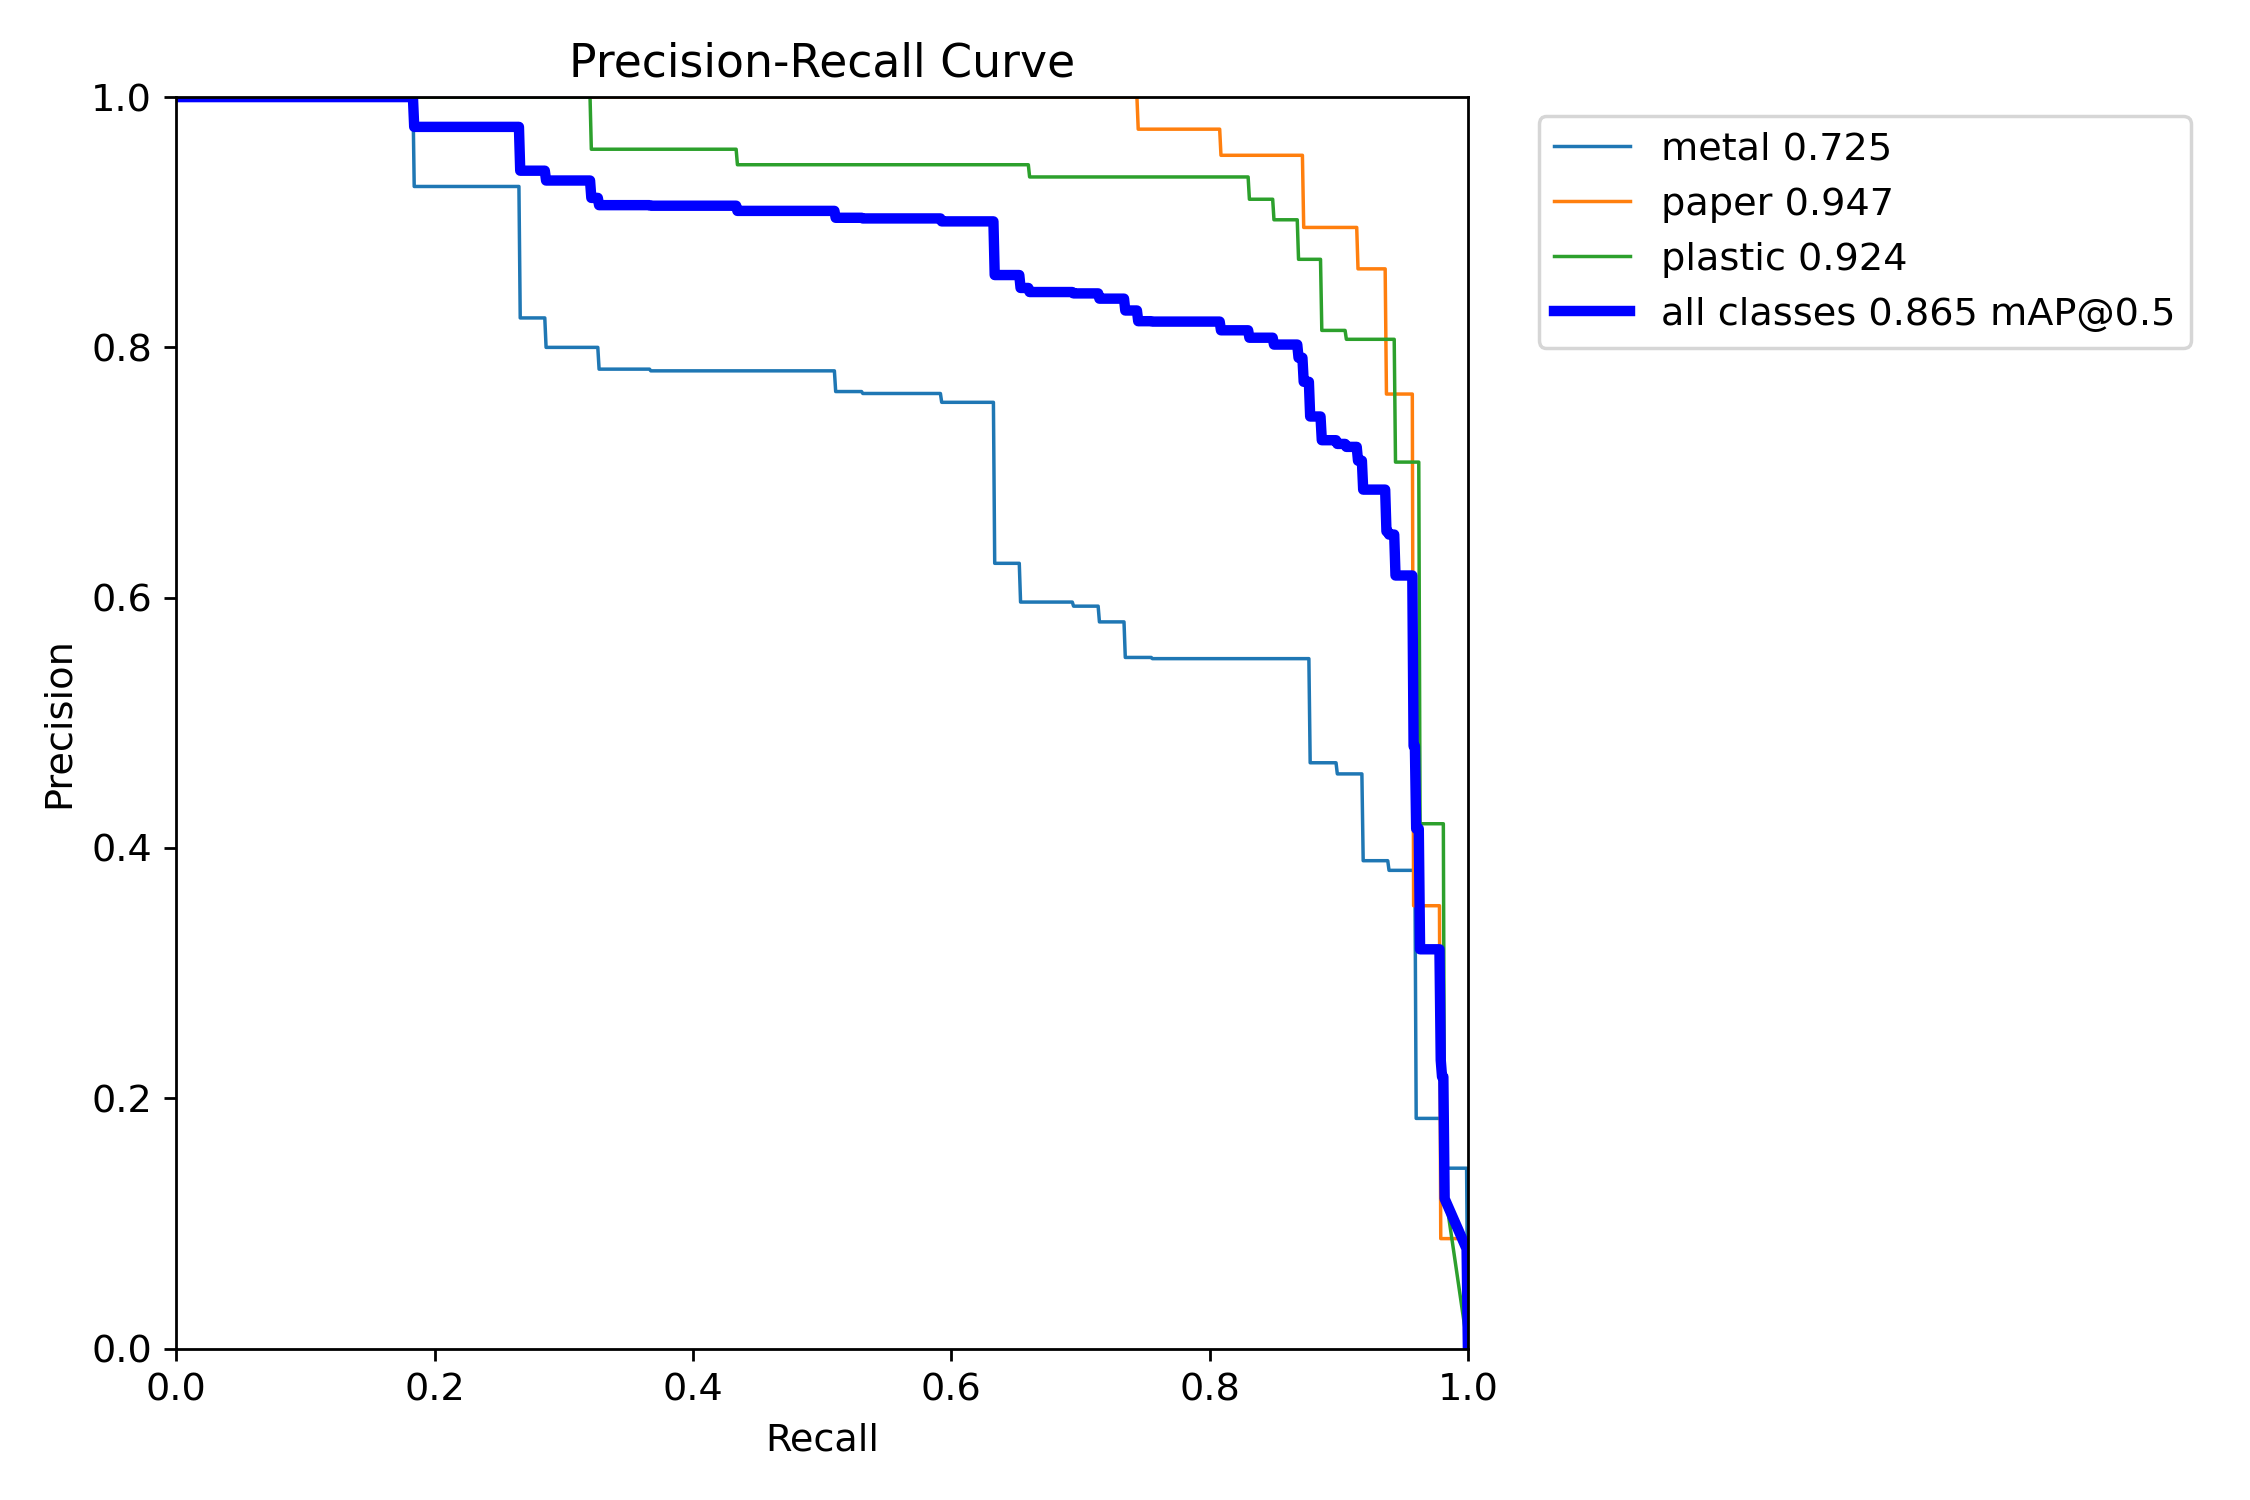 Precision-Recall Curve
1.0
0.8
0.6
0.4
0.2
0.0
Precision
0.0 0.2 0.4 0.6 0.8 1.0
Recall
metal 0.725
paper 0.947
plastic 0.924
all classes 0.865 mAP@0.5